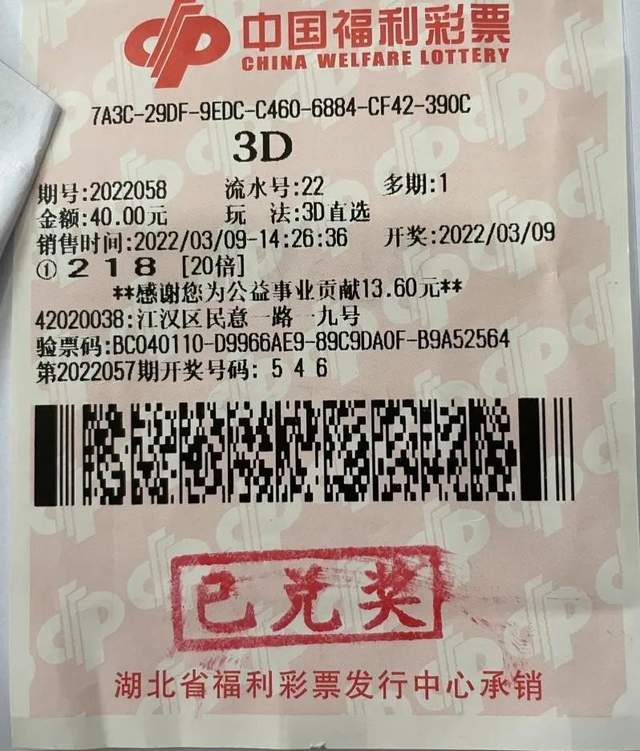 中国福利彩票
CHINA WELFARE LOTTERY
7A3C-29DF-9EDC-C460-6884-CF42-390C
3D
期号:2022058 流水号:22 多期:1
金额:40.00元 玩 法:3D直选
销售时间:2022/03/09-14:26:36 开奖:2022/03/09
① 2 1 8 [20倍]
**感谢您为公益事业贡献13.60元**
42020038:江汉区民意一路一九号
验票码:BC040110-D9966AE9-89C9DA0F-B9A52564
第2022057期开奖号码: 5 4 6
已兑奖
湖北省福利彩票发行中心承销